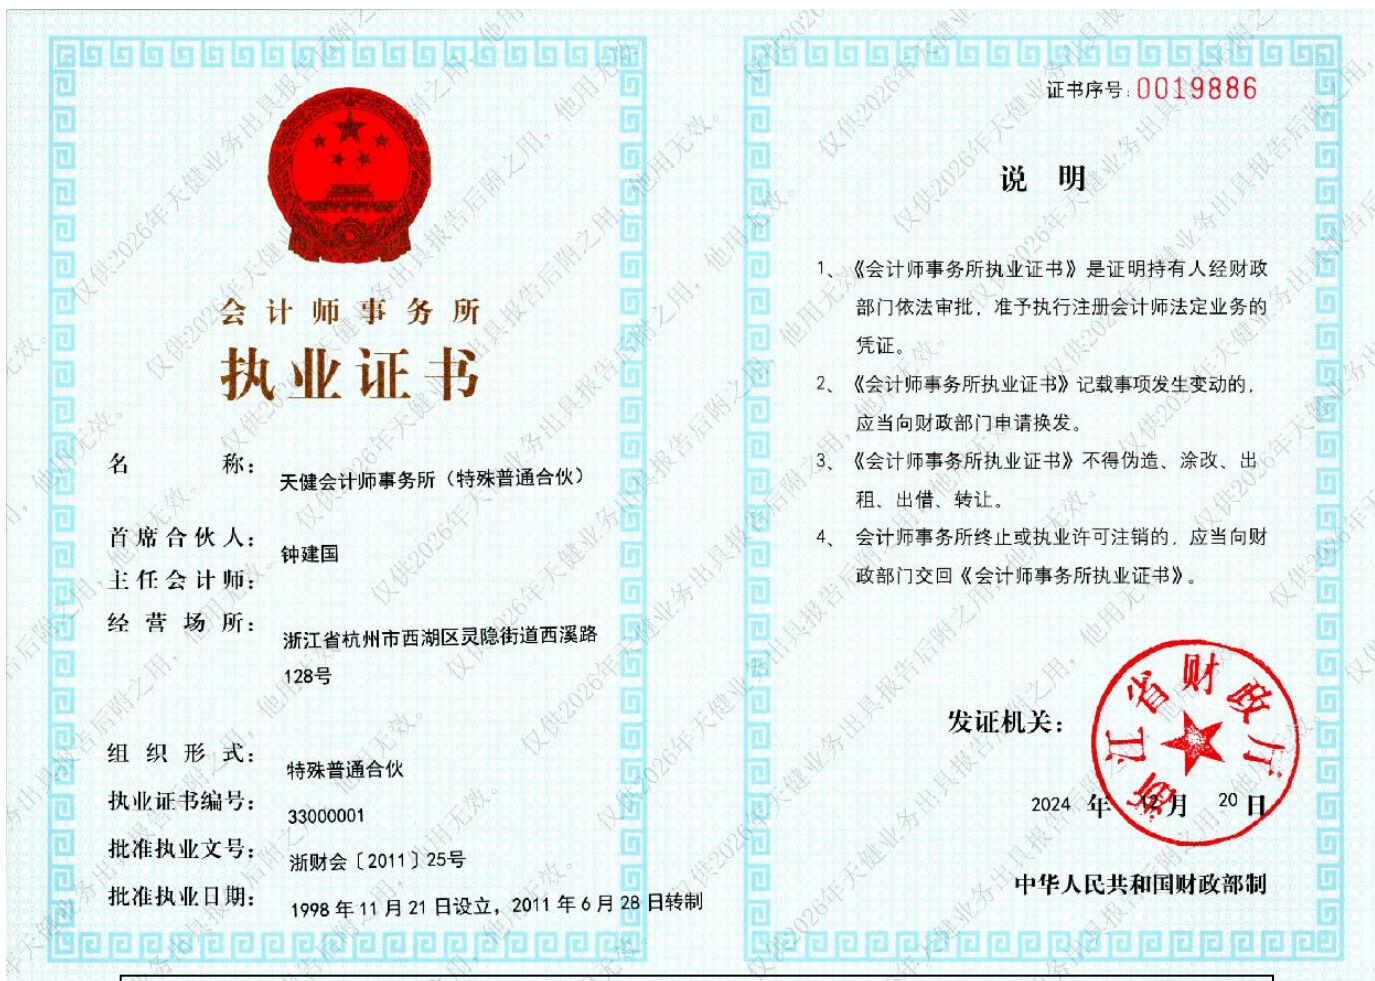 会计师事务所
执业证书
名称：
天健会计师事务所（特殊普通合伙）
首席合伙人：
钟建国
主任会计师：
经营场所：
浙江省杭州市西湖区灵隐街道西溪路
128号
组织形式：
特殊普通合伙
执业证书编号：
33000001
批准执业文号：
浙财会〔2011〕25号
批准执业日期：
1998年11月21日设立，2011年6月28日转制
证书序号：0019886
说明
1、《会计师事务所执业证书》是证明持有人经财政
部门依法审批，准予执行注册会计师法定业务的
凭证。
2、《会计师事务所执业证书》记载事项发生变动的，
应当向财政部门申请换发。
3、《会计师事务所执业证书》不得伪造、涂改、出
租、出借、转让。
4、会计师事务所终止或执业许可注销的，应当向财
政部门交回《会计师事务所执业证书》。
发证机关：
浙江省财政厅
2024年12月20日
中华人民共和国财政部制
仅供2026年天健业务出具报告后附之用，他用无效。